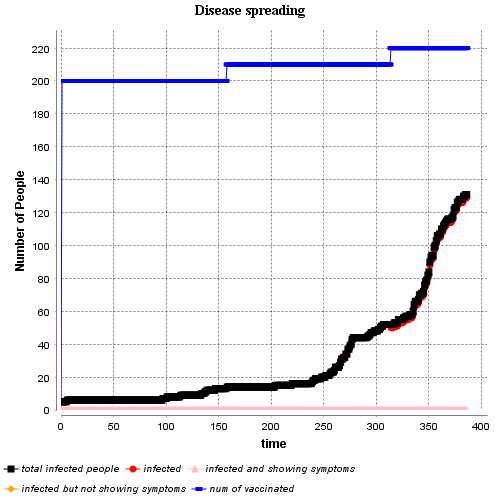 Disease spreading
Number of People
220
200
180
160
140
120
100
80
60
40
20
0
0 50 100 150 200 250 300 350 400
time
total infected people infected infected and showing symptoms
infected but not showing symptoms num of vaccinated